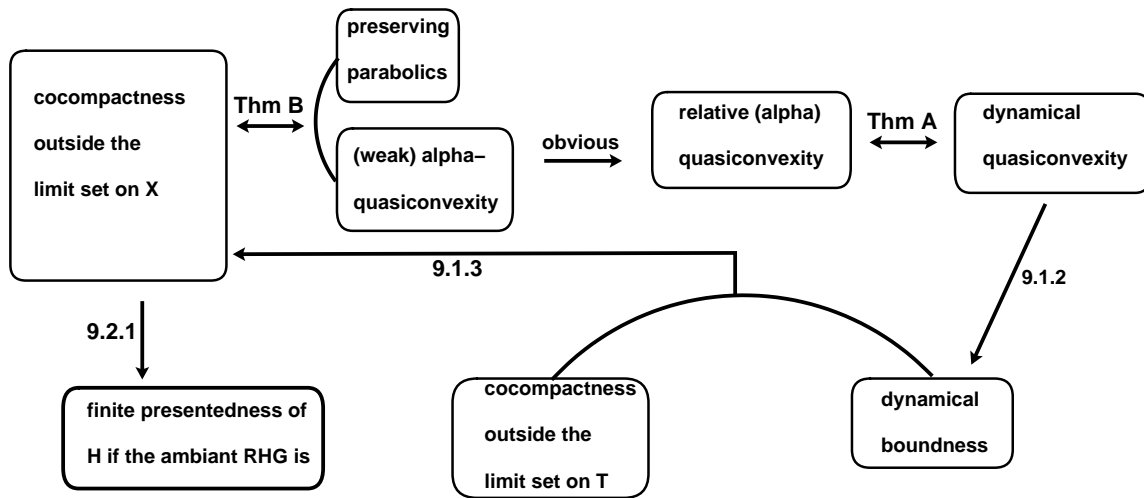 preserving
parabolics
cocompactness
outside the
limit set on X
Thm B
(weak) alpha–
quasiconvexity
obvious
relative (alpha)
quasiconvexity
Thm A
dynamical
quasiconvexity
9.1.3
9.1.2
9.2.1
finite presentedness of
H if the ambiant RHG is
cocompactness
outside the
limit set on T
dynamical
boundness